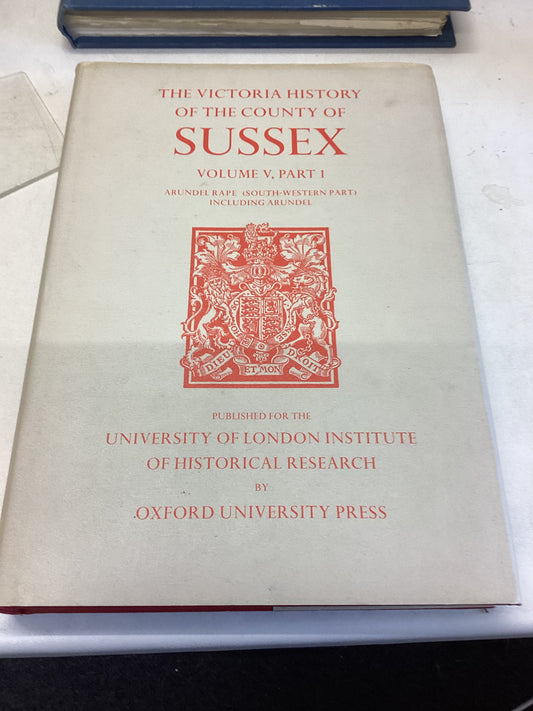 THE VICTORIA HISTORY
OF THE COUNTY OF
SUSSEX
VOLUME V, PART 1
ARUNDEL RAPE (SOUTH-WESTERN PART)
INCLUDING ARUNDEL
DIEU ET MON DROIT
PUBLISHED FOR THE
UNIVERSITY OF LONDON INSTITUTE
OF HISTORICAL RESEARCH
BY
OXFORD UNIVERSITY PRESS